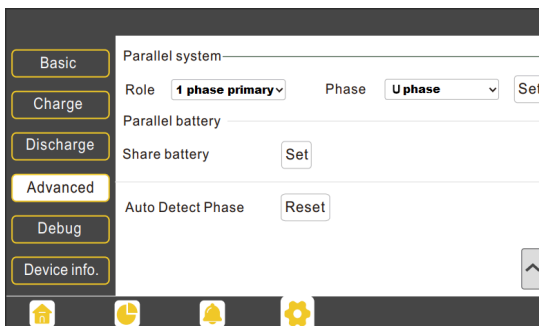 Basic
Charge
Discharge
Advanced
Debug
Device info.
Parallel system
Role 1 phase primary Phase U phase Set
Parallel battery
Share battery Set
Auto Detect Phase Reset